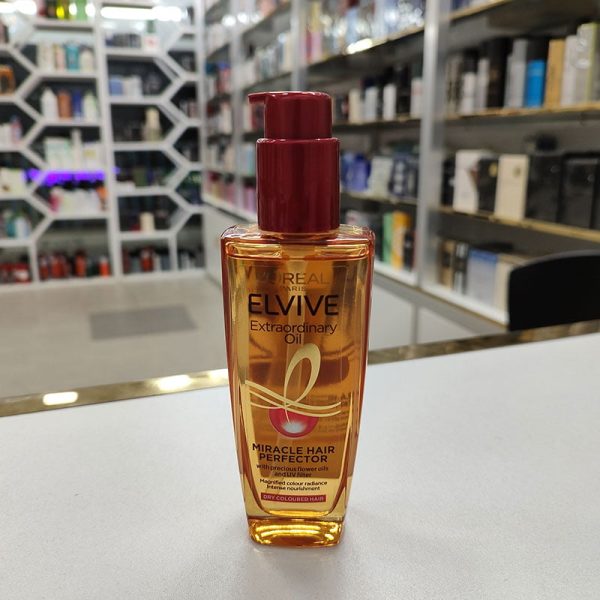 L'ORÉAL
PARIS
ELVIVE
Extraordinary
Oil
MIRACLE HAIR
PERFECTOR
with precious flower oils
and UV filter
Magnified colour radiance
Intense nourishment
DRY COLOURED HAIR